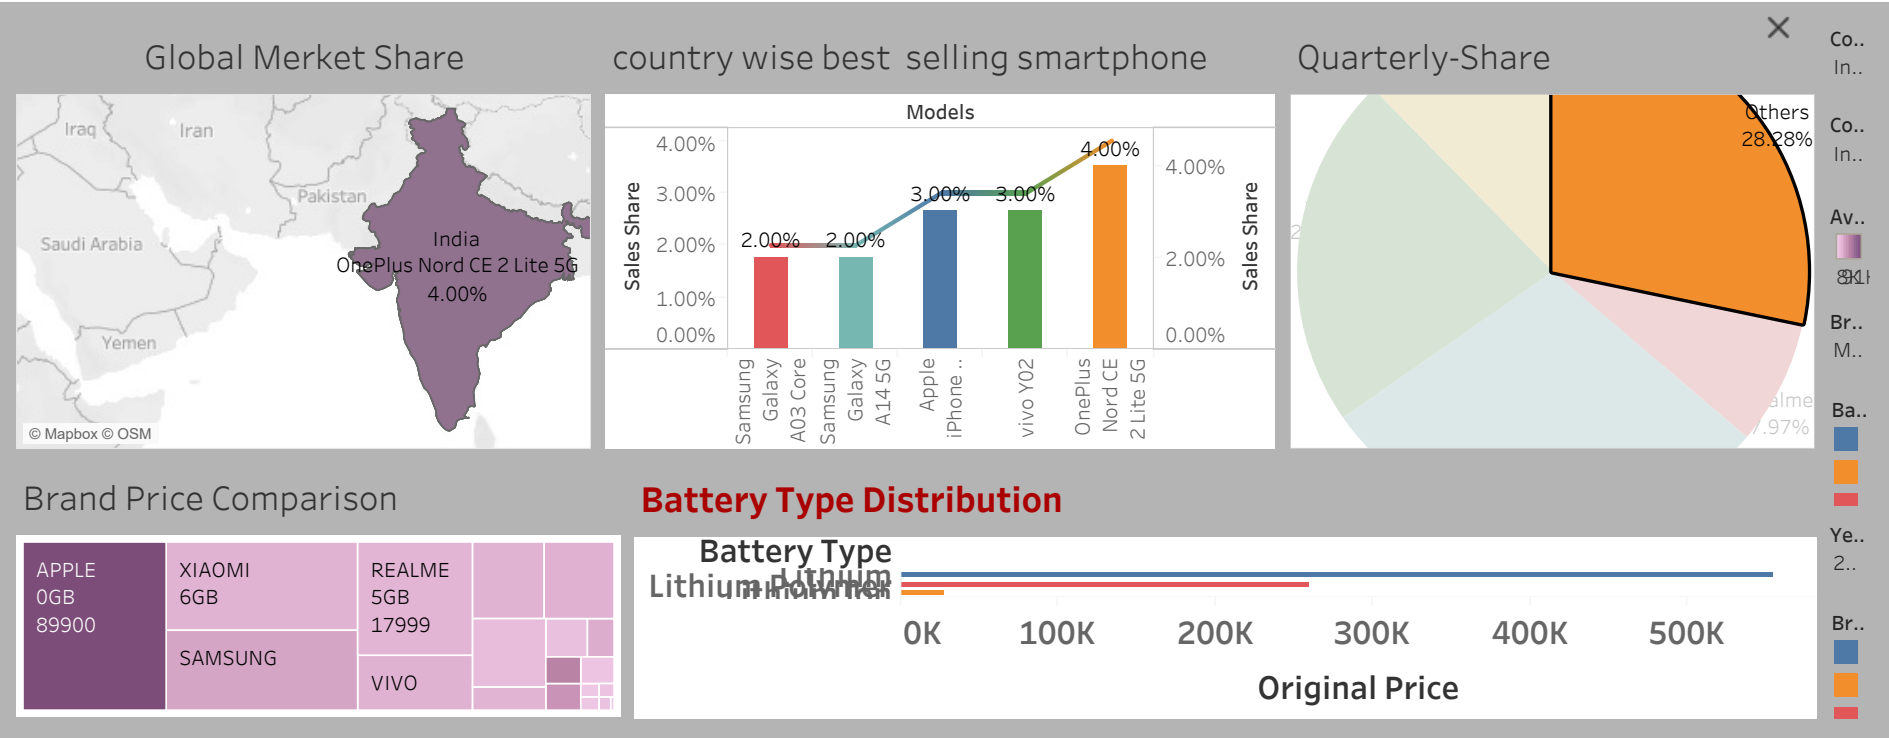 Global Market Share
country wise best selling smartphone
Quarterly-Share
Iraq
Iran
Pakistan
Saudi Arabia
Yemen
India
OnePlus Nord CE 2 Lite 5G
4.00%
© Mapbox © OSM
Models
Sales Share
4.00%
3.00%
2.00%
1.00%
0.00%
2.00%
2.00%
3.00%
3.00%
4.00%
4.00%
2.00%
0.00%
Sales Share
Samsung
Galaxy
A03 Core
Samsung
Galaxy
A14 5G
Apple
iPhone ..
vivo Y02
OnePlus
Nord CE
2 Lite 5G
Others
28.28%
7.97%
Co..
In..
Co..
In..
Av..
Br..
M..
Ba..
Ye..
2..
Br..
Brand Price Comparison
APPLE
0GB
89900
XIAOMI
6GB
SAMSUNG
REALME
5GB
17999
VIVO
Battery Type Distribution
Battery Type
Lithium
Lithium Polymer
0K
100K
200K
300K
400K
500K
Original Price